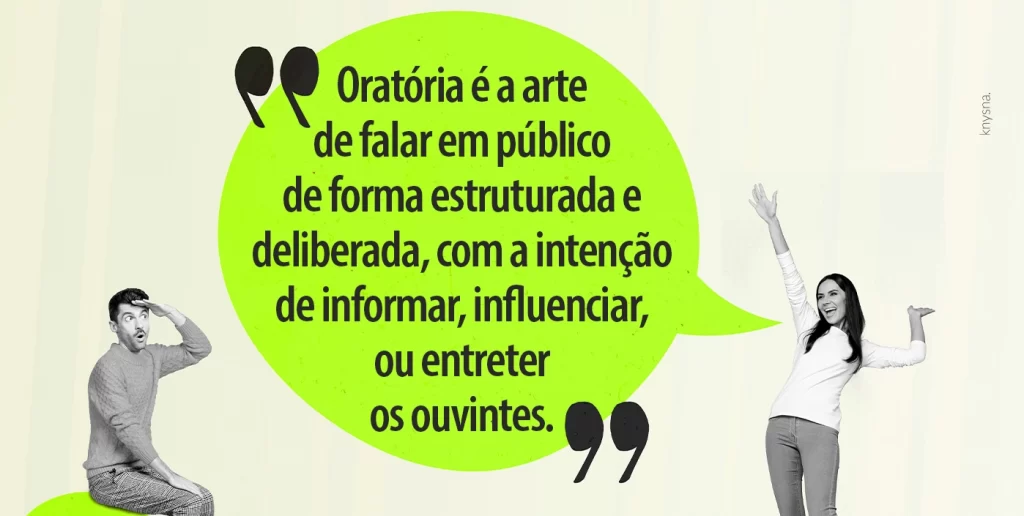 Oratória é a arte
de falar em público
de forma estruturada e
deliberada, com a intenção
de informar, influenciar,
ou entreter
os ouvintes.
knysna.